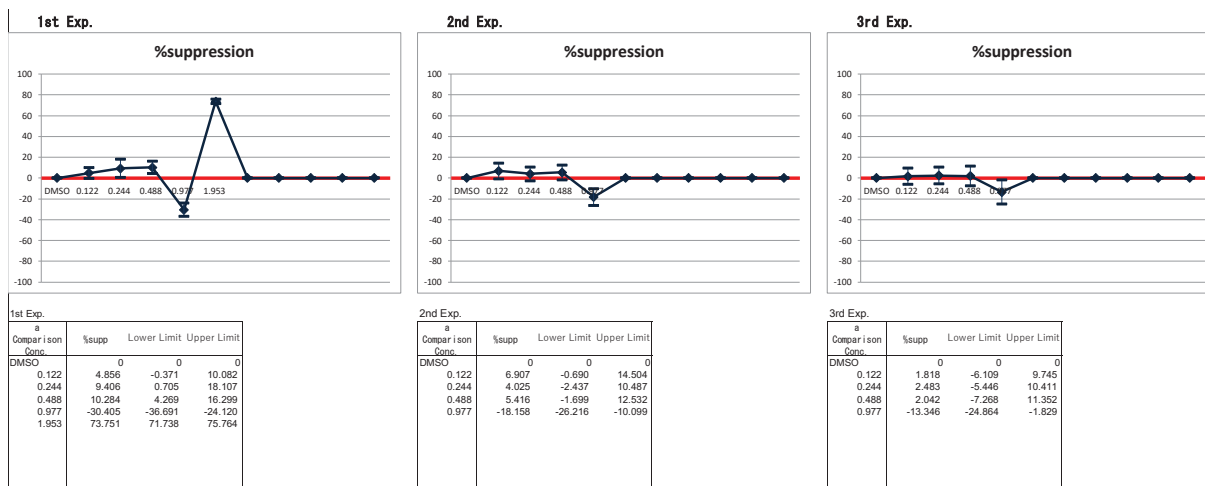 1st Exp.
%suppression
100
80
60
40
20
0
-20
-40
-60
-80
-100
DMSO 0.122 0.244 0.488 0.977 1.953
2nd Exp.
%suppression
100
80
60
40
20
0
-20
-40
-60
-80
-100
DMSO 0.122 0.244 0.488
3rd Exp.
%suppression
100
80
60
40
20
0
-20
-40
-60
-80
-100
DMSO 0.122 0.244 0.488
1st Exp.
a
Comparison
Conc.
%supp Lower Limit Upper Limit
DMSO 0 0 0
0.122 4.856 -0.371 10.082
0.244 9.406 0.705 18.107
0.488 10.284 4.269 16.299
0.977 -30.405 -36.691 -24.120
1.953 73.751 71.738 75.764
2nd Exp.
a
Comparison
Conc.
%supp Lower Limit Upper Limit
DMSO 0 0 0
0.122 6.907 -0.690 14.504
0.244 4.025 -2.437 10.487
0.488 5.416 -1.699 12.532
0.977 -18.158 -26.216 -10.099
3rd Exp.
a
Comparison
Conc.
%supp Lower Limit Upper Limit
DMSO 0 0 0
0.122 1.818 -6.109 9.745
0.244 2.483 -5.446 10.411
0.488 2.042 -7.268 11.352
0.977 -13.346 -24.864 -1.829